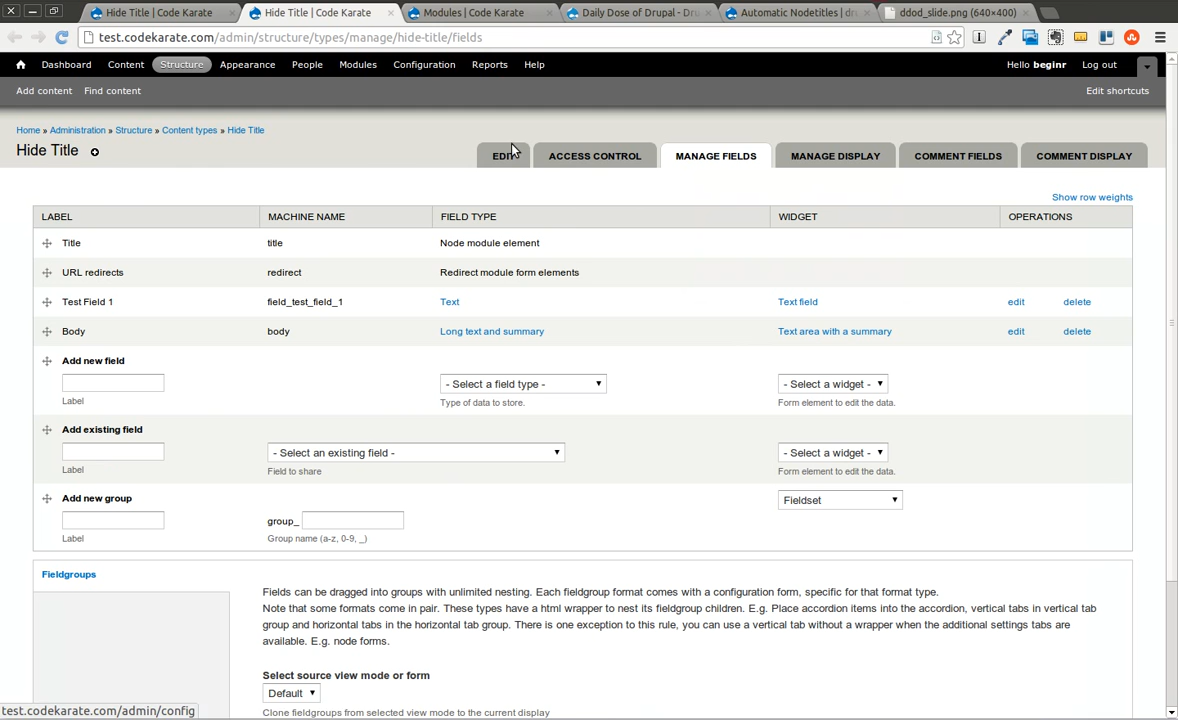 Hide Title | Code Karate
Hide Title | Code Karate
Modules | Code Karate
Daily Dose of Drupal - Dru
Automatic Nodetitles | dru
ddod_slide.png (640×400)
test.codekarate.com/admin/structure/types/manage/hide-title/fields
Dashboard Content Structure Appearance People Modules Configuration Reports Help Hello beginr Log out
Add content Find content Edit shortcuts
Home » Administration » Structure » Content types » Hide Title
Hide Title
EDIT ACCESS CONTROL MANAGE FIELDS MANAGE DISPLAY COMMENT FIELDS COMMENT DISPLAY
Show row weights
LABEL MACHINE NAME FIELD TYPE WIDGET OPERATIONS
Title title Node module element
URL redirects redirect Redirect module form elements
Test Field 1 field_test_field_1 Text Text field edit delete
Body body Long text and summary Text area with a summary edit delete
Add new field
- Select a field type - - Select a widget -
Label Type of data to store. Form element to edit the data.
Add existing field
- Select an existing field - - Select a widget -
Label Field to share Form element to edit the data.
Add new group Fieldset
group_
Label Group name (a-z, 0-9, _)
Fieldgroups
Fields can be dragged into groups with unlimited nesting. Each fieldgroup format comes with a configuration form, specific for that format type.
Note that some formats come in pair. These types have a html wrapper to nest its fieldgroup children. E.g. Place accordion items into the accordion, vertical tabs in vertical tab
group and horizontal tabs in the horizontal tab group. There is one exception to this rule, you can use a vertical tab without a wrapper when the additional settings tabs are
available. E.g. node forms.
Select source view mode or form
Default
test.codekarate.com/admin/config
Clone fieldgroups from selected view mode to the current display